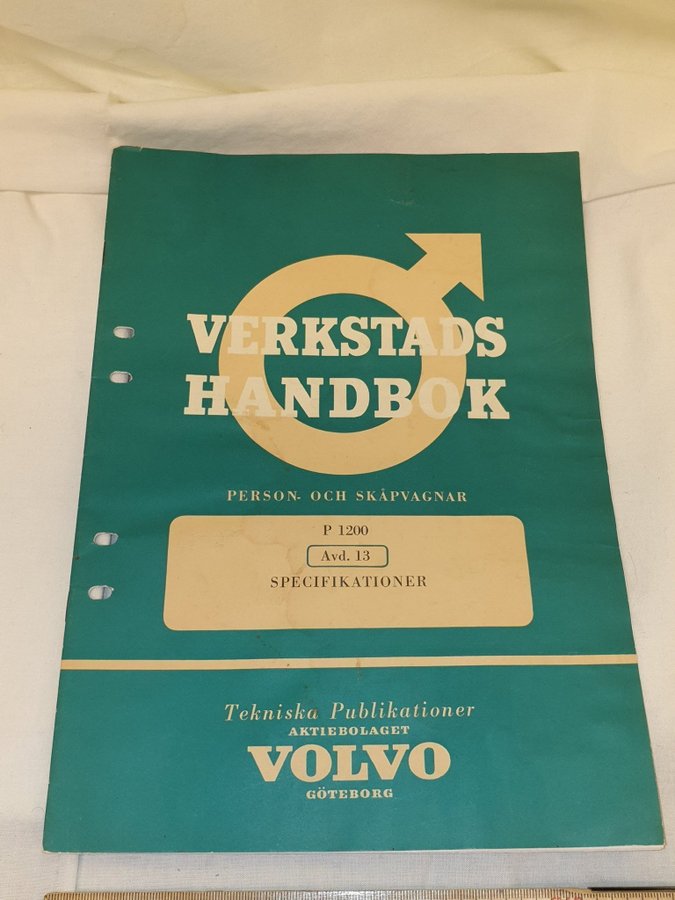 VERKSTADS
HANDBOK
PERSON- OCH SKÅPVAGNAR
P 1200
Avd. 13
SPECIFIKATIONER
Tekniska Publikationer
AKTIEBOLAGET
VOLVO
GÖTEBORG